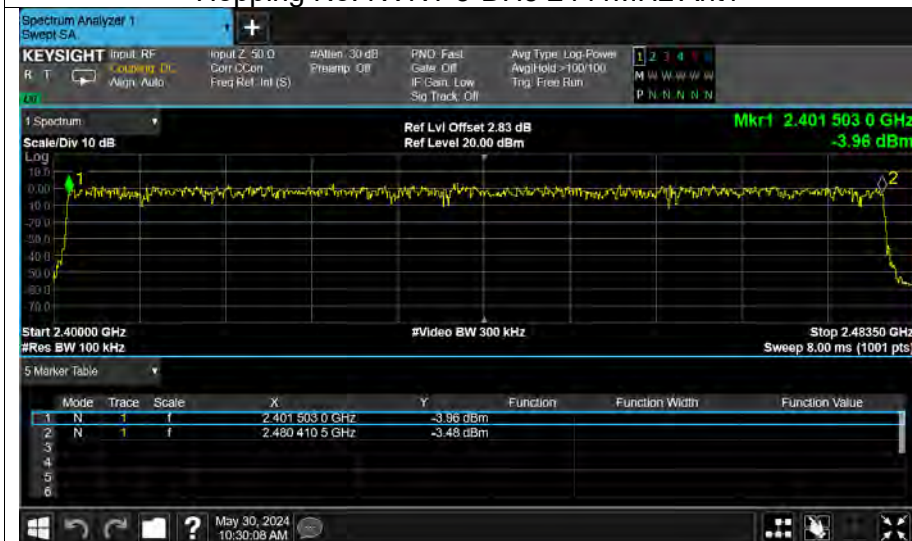 Spectrum Analyzer 1
Swept SA
+
KEYSIGHT Input: RF Input Z: 50 Ω #Atten: 30 dB PNO: Fast Avg Type: Log-Power 1 2 3 4 5 6
R T Coupling: DC Corr CCorr Preamp: Off Gate: Off Avg|Hold: >100/100 M W W W W W
Align: Auto Freq Ref: Int (S) IF Gain: Low Trig: Free Run
Sig Track: Off P N N N N N
1 Spectrum
Ref Lvl Offset 2.83 dB Mkr1 2.401 503 0 GHz
Scale/Div 10 dB Ref Level 20.00 dBm -3.96 dBm
Log
10.0
0.00 1 2
-10.0
-20.0
-30.0
-40.0
-50.0
-60.0
-70.0
Start 2.40000 GHz #Video BW 300 kHz Stop 2.48350 GHz
#Res BW 100 kHz Sweep 8.00 ms (1001 pts)
5 Marker Table
Mode Trace Scale X Y Function Function Width Function Value
1 N 1 f 2.401 503 0 GHz -3.96 dBm
2 N 1 f 2.480 410 5 GHz -3.48 dBm
3
4
5
6
? May 30, 2024
10:30:08 AM